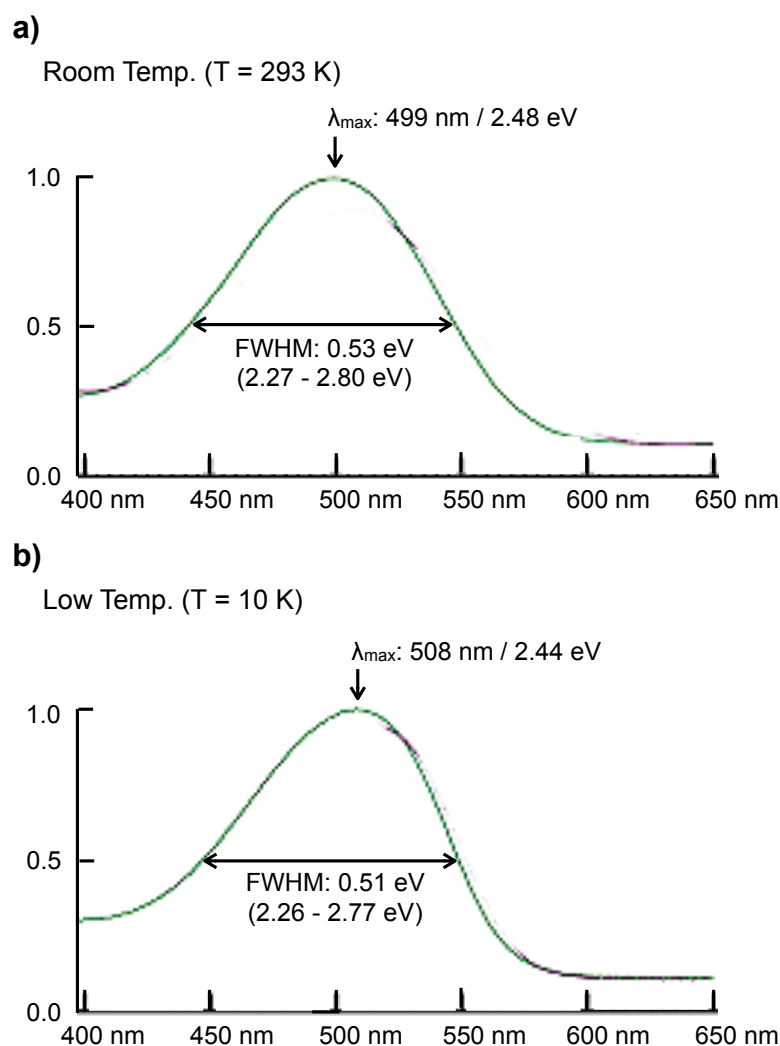 a)
Room Temp. (T = 293 K)
λmax: 499 nm / 2.48 eV
1.0
0.5
FWHM: 0.53 eV
(2.27 - 2.80 eV)
0.0
400 nm 450 nm 500 nm 550 nm 600 nm 650 nm
b)
Low Temp. (T = 10 K)
λmax: 508 nm / 2.44 eV
1.0
0.5
FWHM: 0.51 eV
(2.26 - 2.77 eV)
0.0
400 nm 450 nm 500 nm 550 nm 600 nm 650 nm